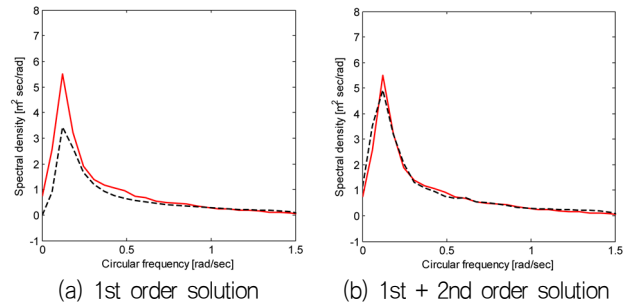 8
7
6
5
4
3
2
1
0
-1
Spectral density [m² sec/rad]
0 0.5 1 1.5
Circular frequency [rad/sec]
(a) 1st order solution
8
7
6
5
4
3
2
1
0
-1
Spectral density [m² sec/rad]
0 0.5 1 1.5
Circular frequency [rad/sec]
(b) 1st + 2nd order solution